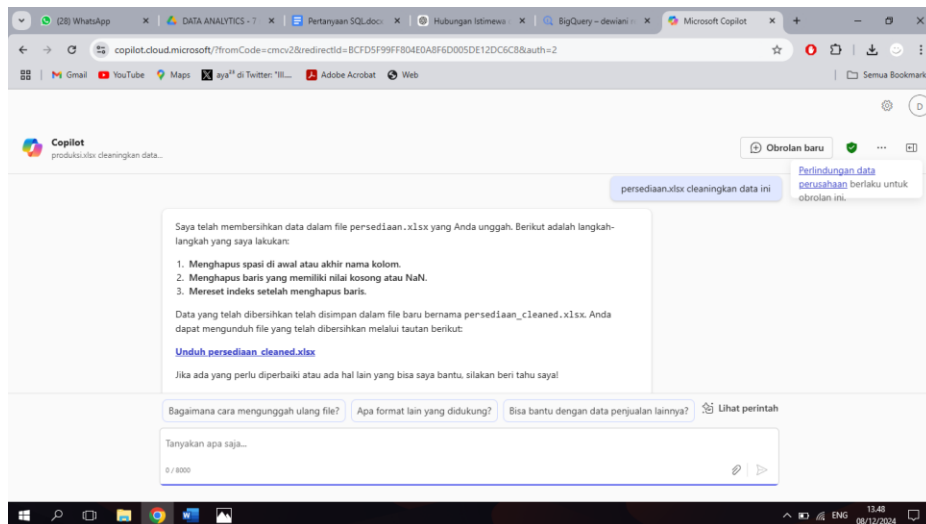 (28) WhatsApp
DATA ANALYTICS - 7
Pertanyaan SQL.docx
Hubungan Istimewa
BigQuery – dewiani
Microsoft Copilot
copilot.cloud.microsoft/?fromCode=cmcv2&redirectId=BCFD5F99FF804E0A8F6D005DE12DC6C8&auth=2
Gmail
YouTube
Maps
aya²⁴ di Twitter: "III....
Adobe Acrobat
Web
Semua Bookmark
D
Copilot
produksi.xlsx cleaningkan data...
Obrolan baru
Perlindungan data
perusahaan berlaku untuk
obrolan ini.
persediaan.xlsx cleaningkan data ini
Saya telah membersihkan data dalam file persediaan.xlsx yang Anda unggah. Berikut adalah langkah-
langkah yang saya lakukan:
1. Menghapus spasi di awal atau akhir nama kolom.
2. Menghapus baris yang memiliki nilai kosong atau NaN.
3. Mereset indeks setelah menghapus baris.
Data yang telah dibersihkan telah disimpan dalam file baru bernama persediaan_cleaned.xlsx. Anda
dapat mengunduh file yang telah dibersihkan melalui tautan berikut:
Unduh persediaan_cleaned.xlsx
Jika ada yang perlu diperbaiki atau ada hal lain yang bisa saya bantu, silakan beri tahu saya!
Bagaimana cara mengunggah ulang file?
Apa format lain yang didukung?
Bisa bantu dengan data penjualan lainnya?
Lihat perintah
Tanyakan apa saja...
0 / 8000
ENG
13.48
08/12/2024